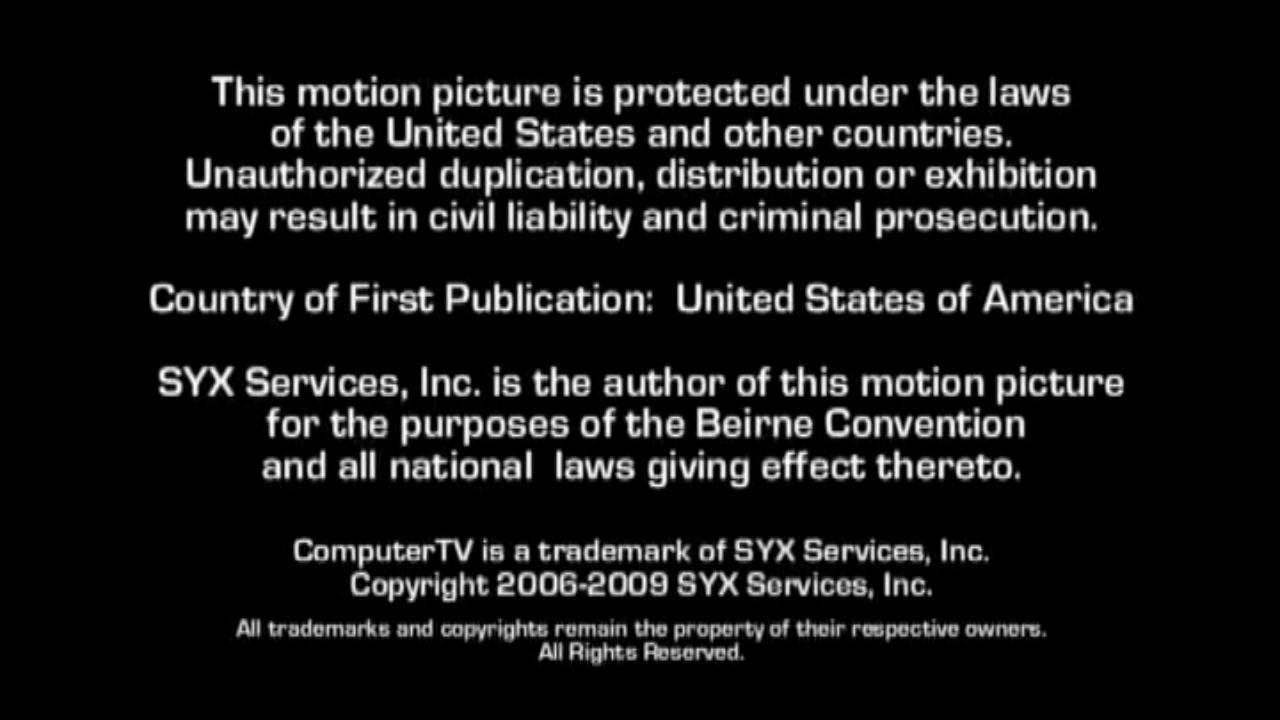 This motion picture is protected under the laws
of the United States and other countries.
Unauthorized duplication, distribution or exhibition
may result in civil liability and criminal prosecution.
Country of First Publication:  United States of America
SYX Services, Inc. is the author of this motion picture
for the purposes of the Beirne Convention
and all national  laws giving effect thereto.
ComputerTV is a trademark of SYX Services, Inc.
Copyright 2006-2009 SYX Services, Inc.
All trademarks and copyrights remain the property of their respective owners.
All Rights Reserved.